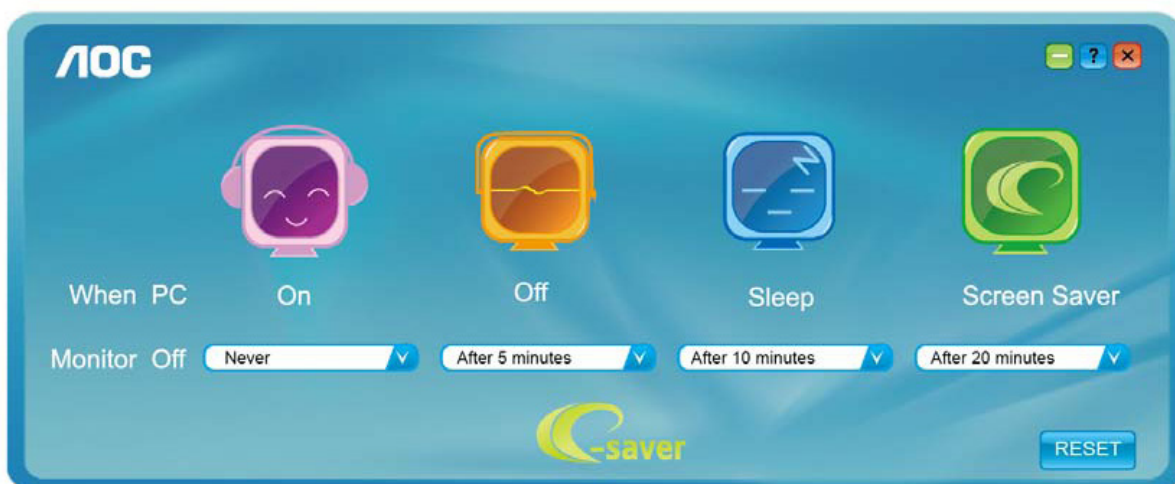 AOC
?
When PC On Off Sleep Screen Saver
Monitor Off Never After 5 minutes After 10 minutes After 20 minutes
e-saver
RESET